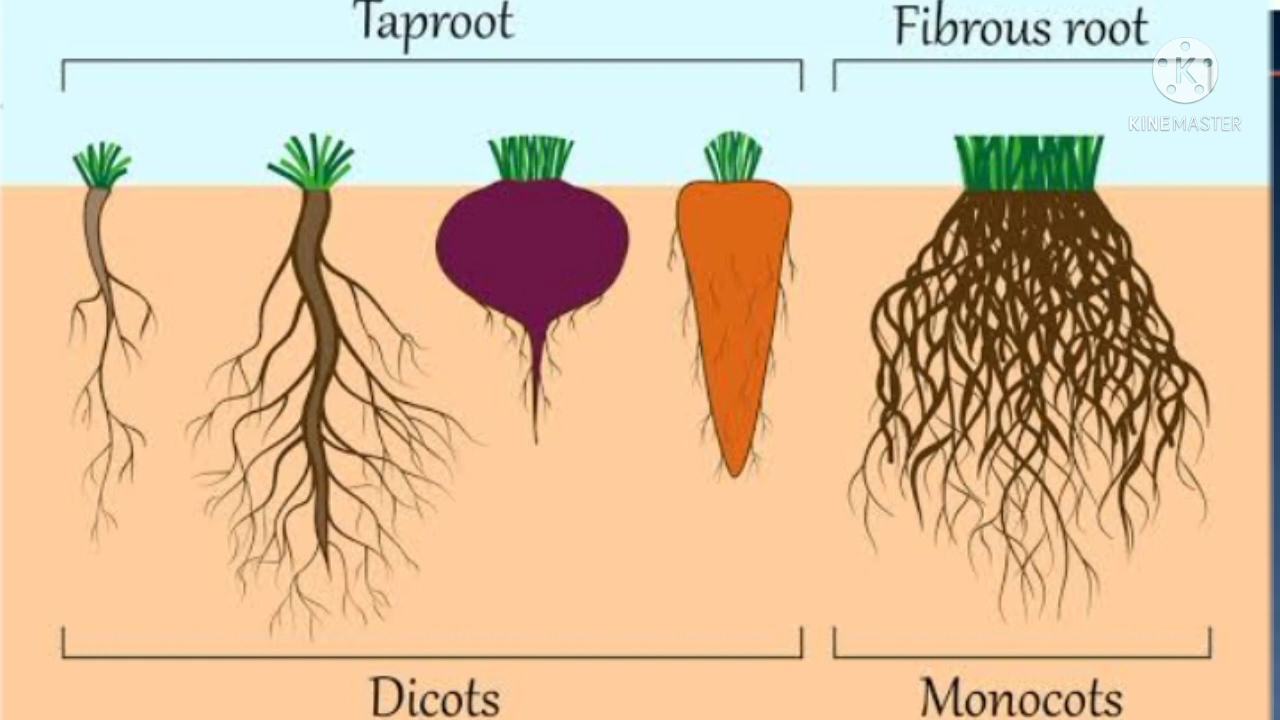 Taproot
Fibrous root
K
KINEMASTER
Dicots
Monocots